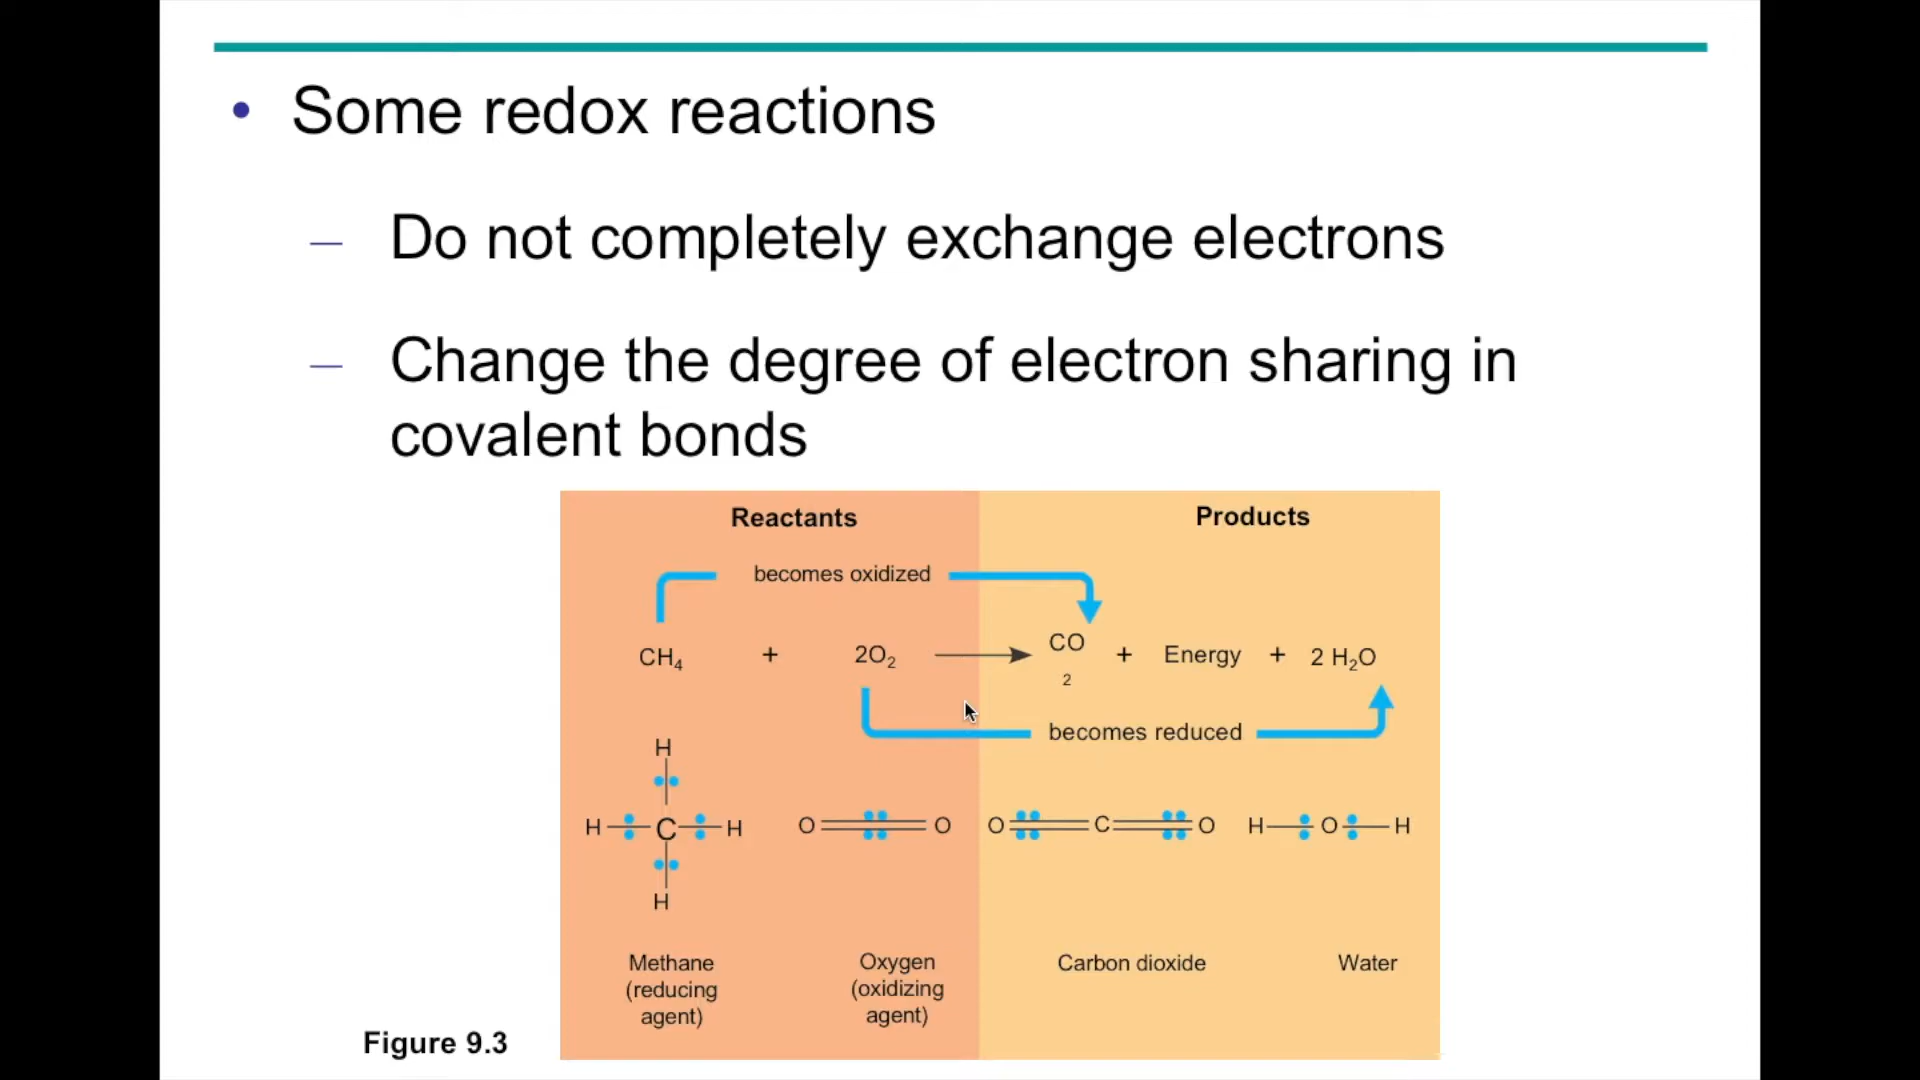 • Some redox reactions
– Do not completely exchange electrons
– Change the degree of electron sharing in
covalent bonds
Reactants
Products
becomes oxidized
CH₄ + 2O₂ → CO₂ + Energy + 2 H₂O
becomes reduced
H
H C H O O O C O H O H
H
Methane
(reducing
agent)
Oxygen
(oxidizing
agent)
Carbon dioxide
Water
Figure 9.3